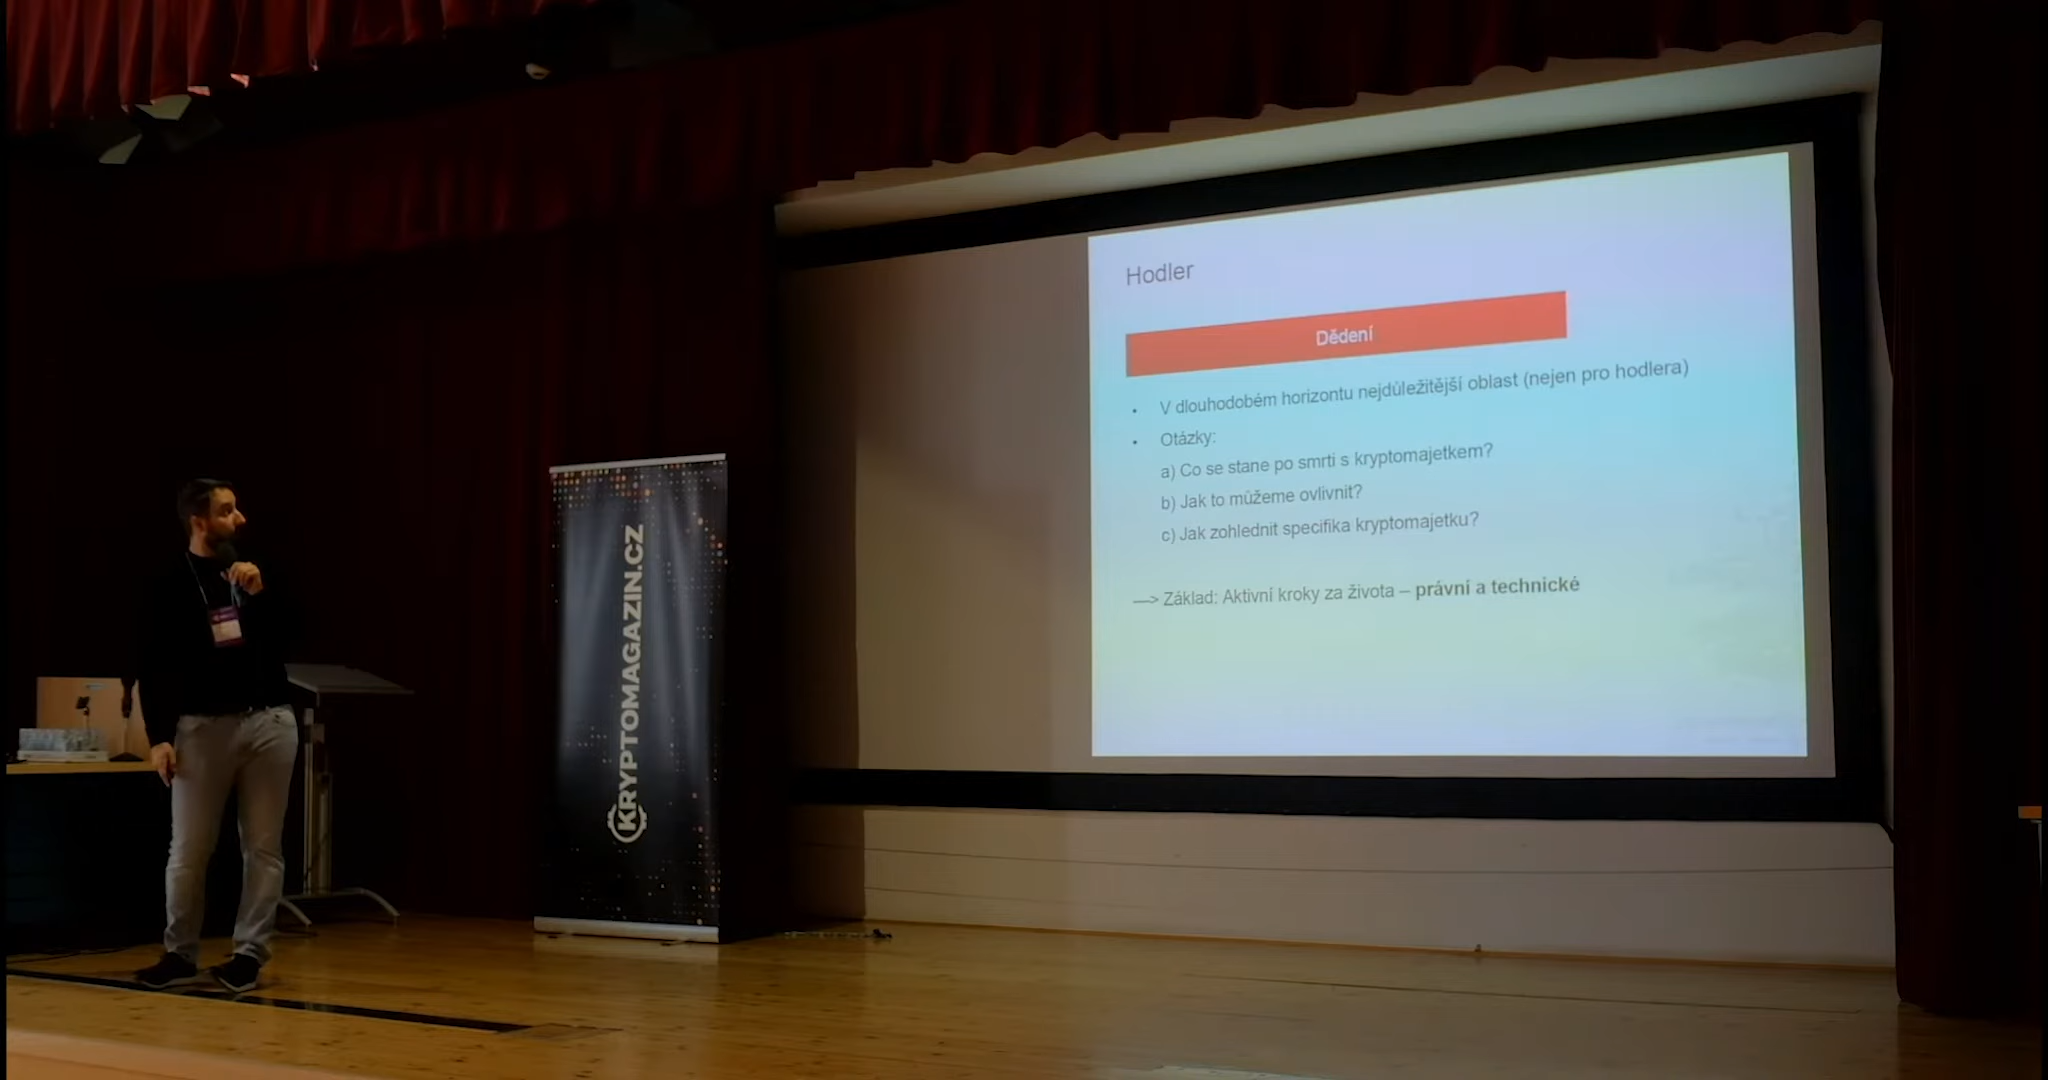 Hodler
Dědění
• V dlouhodobém horizontu nejdůležitější oblast (nejen pro hodlera)
• Otázky:
a) Co se stane po smrti s kryptomajetkem?
b) Jak to můžeme ovlivnit?
c) Jak zohlednit specifika kryptomajetku?
—> Základ: Aktivní kroky za života – právní a technické
KRYPTOMAGAZIN.CZ